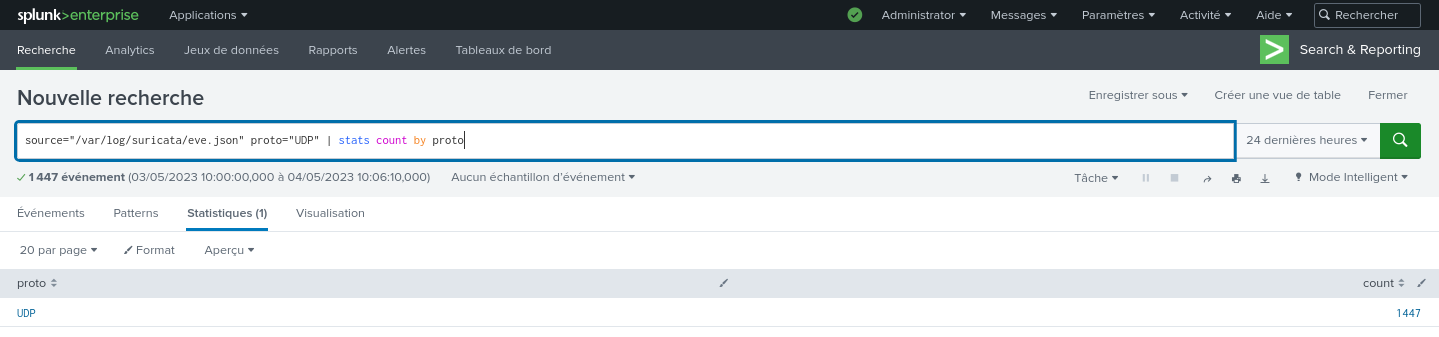 splunk>enterprise Applications Administrator Messages Paramètres Activité Aide Rechercher
Recherche Analytics Jeux de données Rapports Alertes Tableaux de bord Search & Reporting
Nouvelle recherche Enregistrer sous Créer une vue de table Fermer
source="/var/log/suricata/eve.json" proto="UDP" | stats count by proto 24 dernières heures
1 447 événement (03/05/2023 10:00:00,000 à 04/05/2023 10:06:10,000) Aucun échantillon d'événement Tâche Mode Intelligent
Événements Patterns Statistiques (1) Visualisation
20 par page Format Aperçu
proto count
UDP 1447